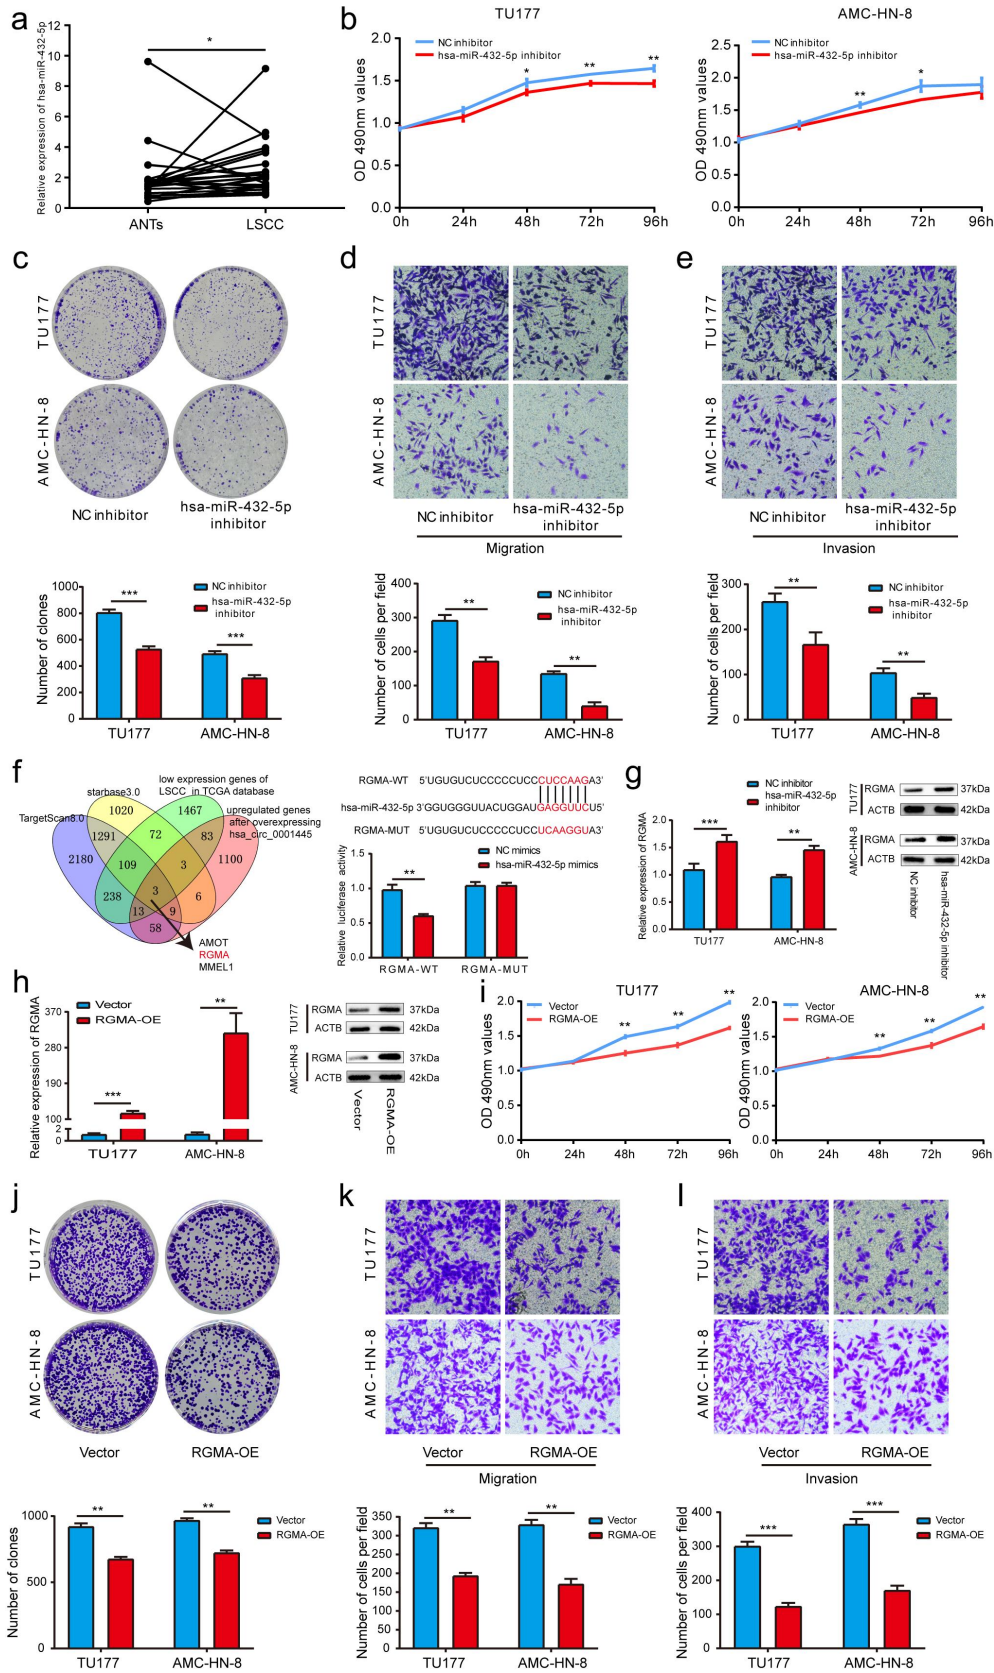 a
Relative expression of hsa-miR-432-5p
12
10
8
6
4
2
0
*
ANTs
LSCC
b
TU177
NC inhibitor
hsa-miR-432-5p inhibitor
OD 490nm values
2.0
1.5
1.0
0.5
0.0
*
**
**
0h
24h
48h
72h
96h
AMC-HN-8
NC inhibitor
hsa-miR-432-5p inhibitor
OD 490nm values
2.5
2.0
1.5
1.0
0.5
0.0
**
*
0h
24h
48h
72h
96h
c
TU177
AMC-HN-8
NC inhibitor
hsa-miR-432-5p
inhibitor
Number of clones
1000
800
600
400
200
0
***
***
NC inhibitor
hsa-miR-432-5p
inhibitor
TU177
AMC-HN-8
d
TU177
AMC-HN-8
NC inhibitor
hsa-miR-432-5p
inhibitor
Migration
Number of cells per field
400
300
200
100
0
**
**
NC inhibitor
hsa-miR-432-5p
inhibitor
TU177
AMC-HN-8
e
TU177
AMC-HN-8
NC inhibitor
hsa-miR-432-5p
inhibitor
Invasion
Number of cells per field
300
200
100
0
**
**
NC inhibitor
hsa-miR-432-5p
inhibitor
TU177
AMC-HN-8
f
low expression genes of
LSCC in TCGA database
starbase3.0
TargetScan8.0
upregulated genes
after overexpressing
hsa_circ_0001445
1020
1467
1291
72
83
2180
109
3
1100
238
3
6
13
9
58
AMOT
RGMA
MMEL1
RGMA-WT 5'UGUGUCUCCCCCUCCCUCCAAGA3'
hsa-miR-432-5p 3'GGUGGGUUACUGGAUGAGGUUCU5'
RGMA-MUT 5'UGUGUCUCCCCCUCCUCAAGGUA3'
Relative luciferase activity
1.5
1.0
0.5
0.0
**
NC mimics
hsa-miR-432-5p mimics
RGMA-WT
RGMA-MUT
g
Relative expression of RGMA
2.0
1.5
1.0
0.5
0.0
***
**
NC inhibitor
hsa-miR-432-5p
inhibitor
TU177
AMC-HN-8
TU177
RGMA
37kDa
ACTB
42kDa
AMC-HN-8
RGMA
37kDa
ACTB
42kDa
NC inhibitor
hsa-miR-432-5p inhibitor
h
Relative expression of RGMA
370
280
190
100
2
0
***
**
Vector
RGMA-OE
TU177
AMC-HN-8
TU177
RGMA
37kDa
ACTB
42kDa
AMC-HN-8
RGMA
37kDa
ACTB
42kDa
Vector
RGMA-OE
i
TU177
Vector
RGMA-OE
OD 490nm values
2.0
1.5
1.0
0.5
0.0
**
**
**
0h
24h
48h
72h
96h
AMC-HN-8
Vector
RGMA-OE
OD 490nm values
2.0
1.5
1.0
0.5
0.0
**
**
**
0h
24h
48h
72h
96h
j
TU177
AMC-HN-8
Vector
RGMA-OE
Number of clones
1000
500
0
**
**
Vector
RGMA-OE
TU177
AMC-HN-8
k
TU177
AMC-HN-8
Vector
RGMA-OE
Migration
Number of cells per field
350
300
250
200
150
100
50
0
**
**
Vector
RGMA-OE
TU177
AMC-HN-8
l
TU177
AMC-HN-8
Vector
RGMA-OE
Invasion
Number of cells per field
400
300
200
100
0
***
***
Vector
RGMA-OE
TU177
AMC-HN-8